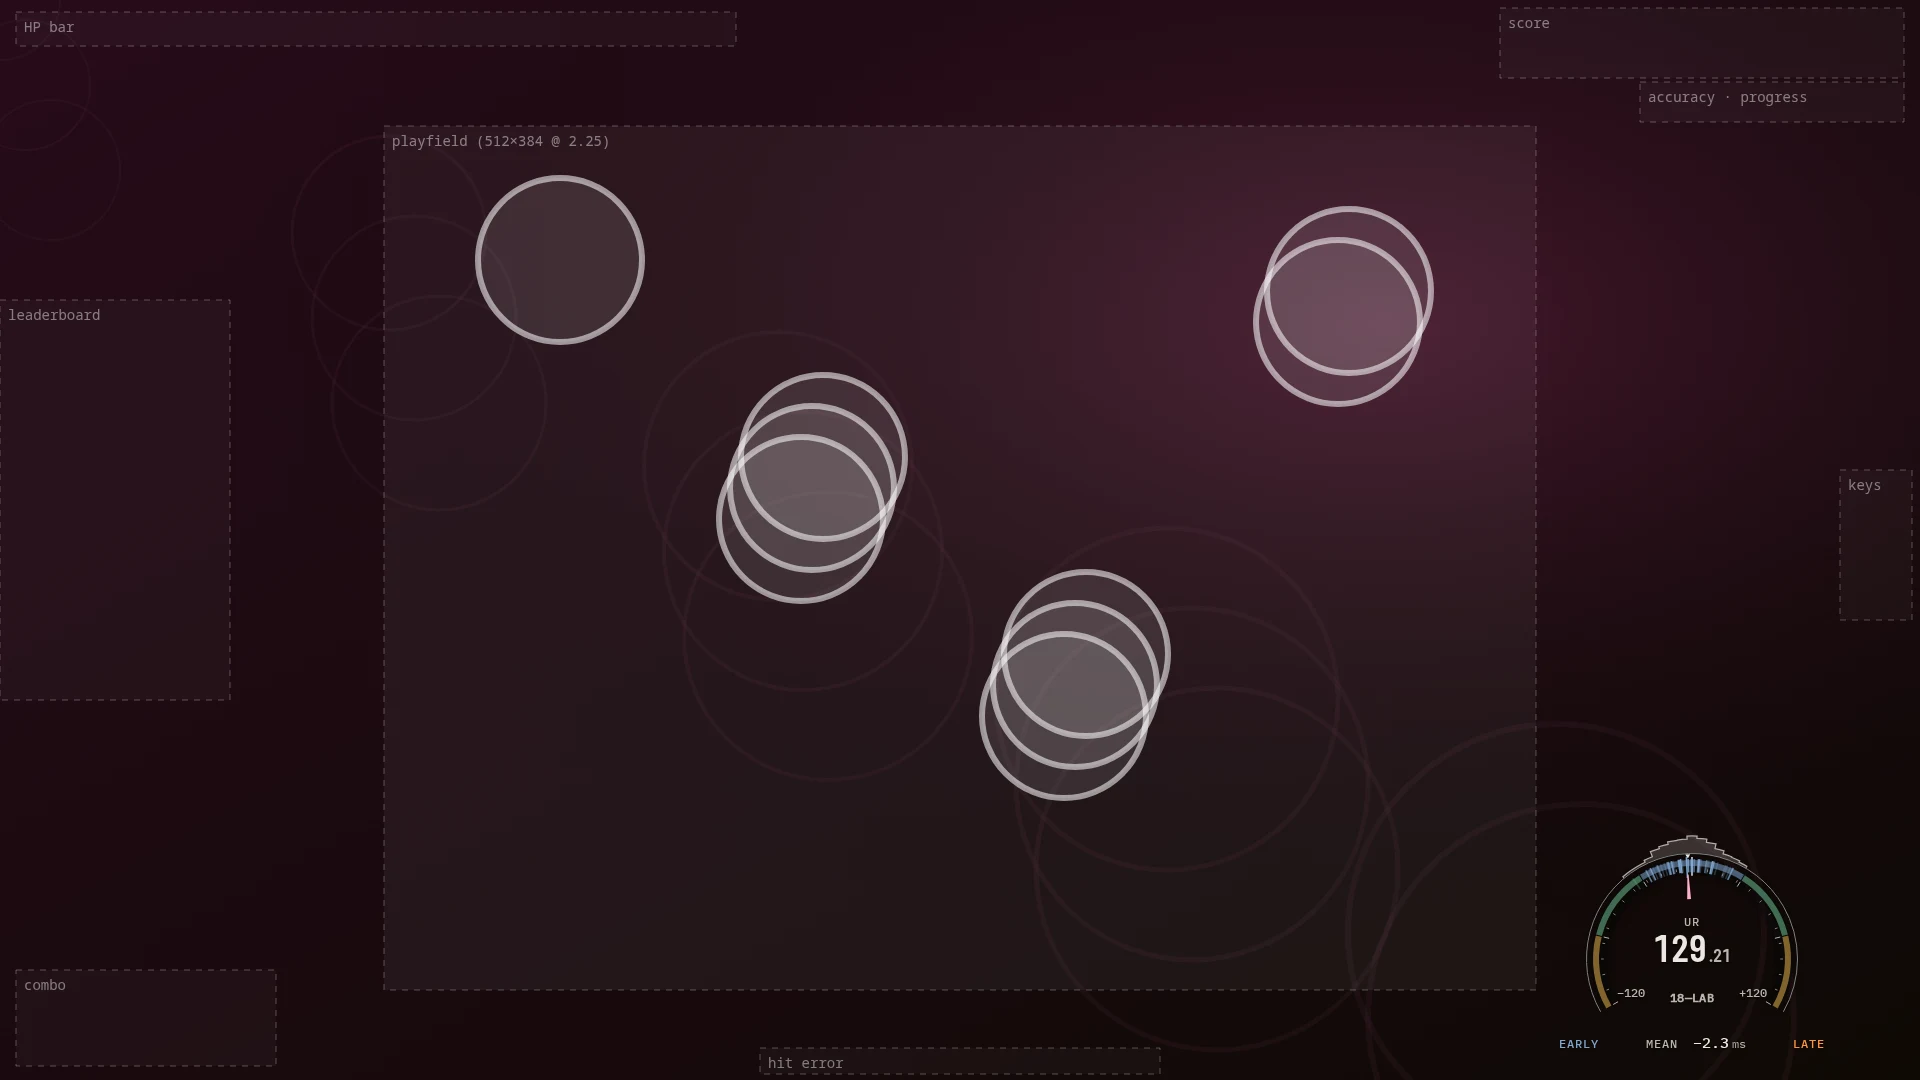 HP bar
score
accuracy · progress
playfield (512×384 @ 2.25)
leaderboard
keys
UR
129.21
−120
18—LAB
+120
combo
EARLY
MEAN −2.3 ms
LATE
hit error